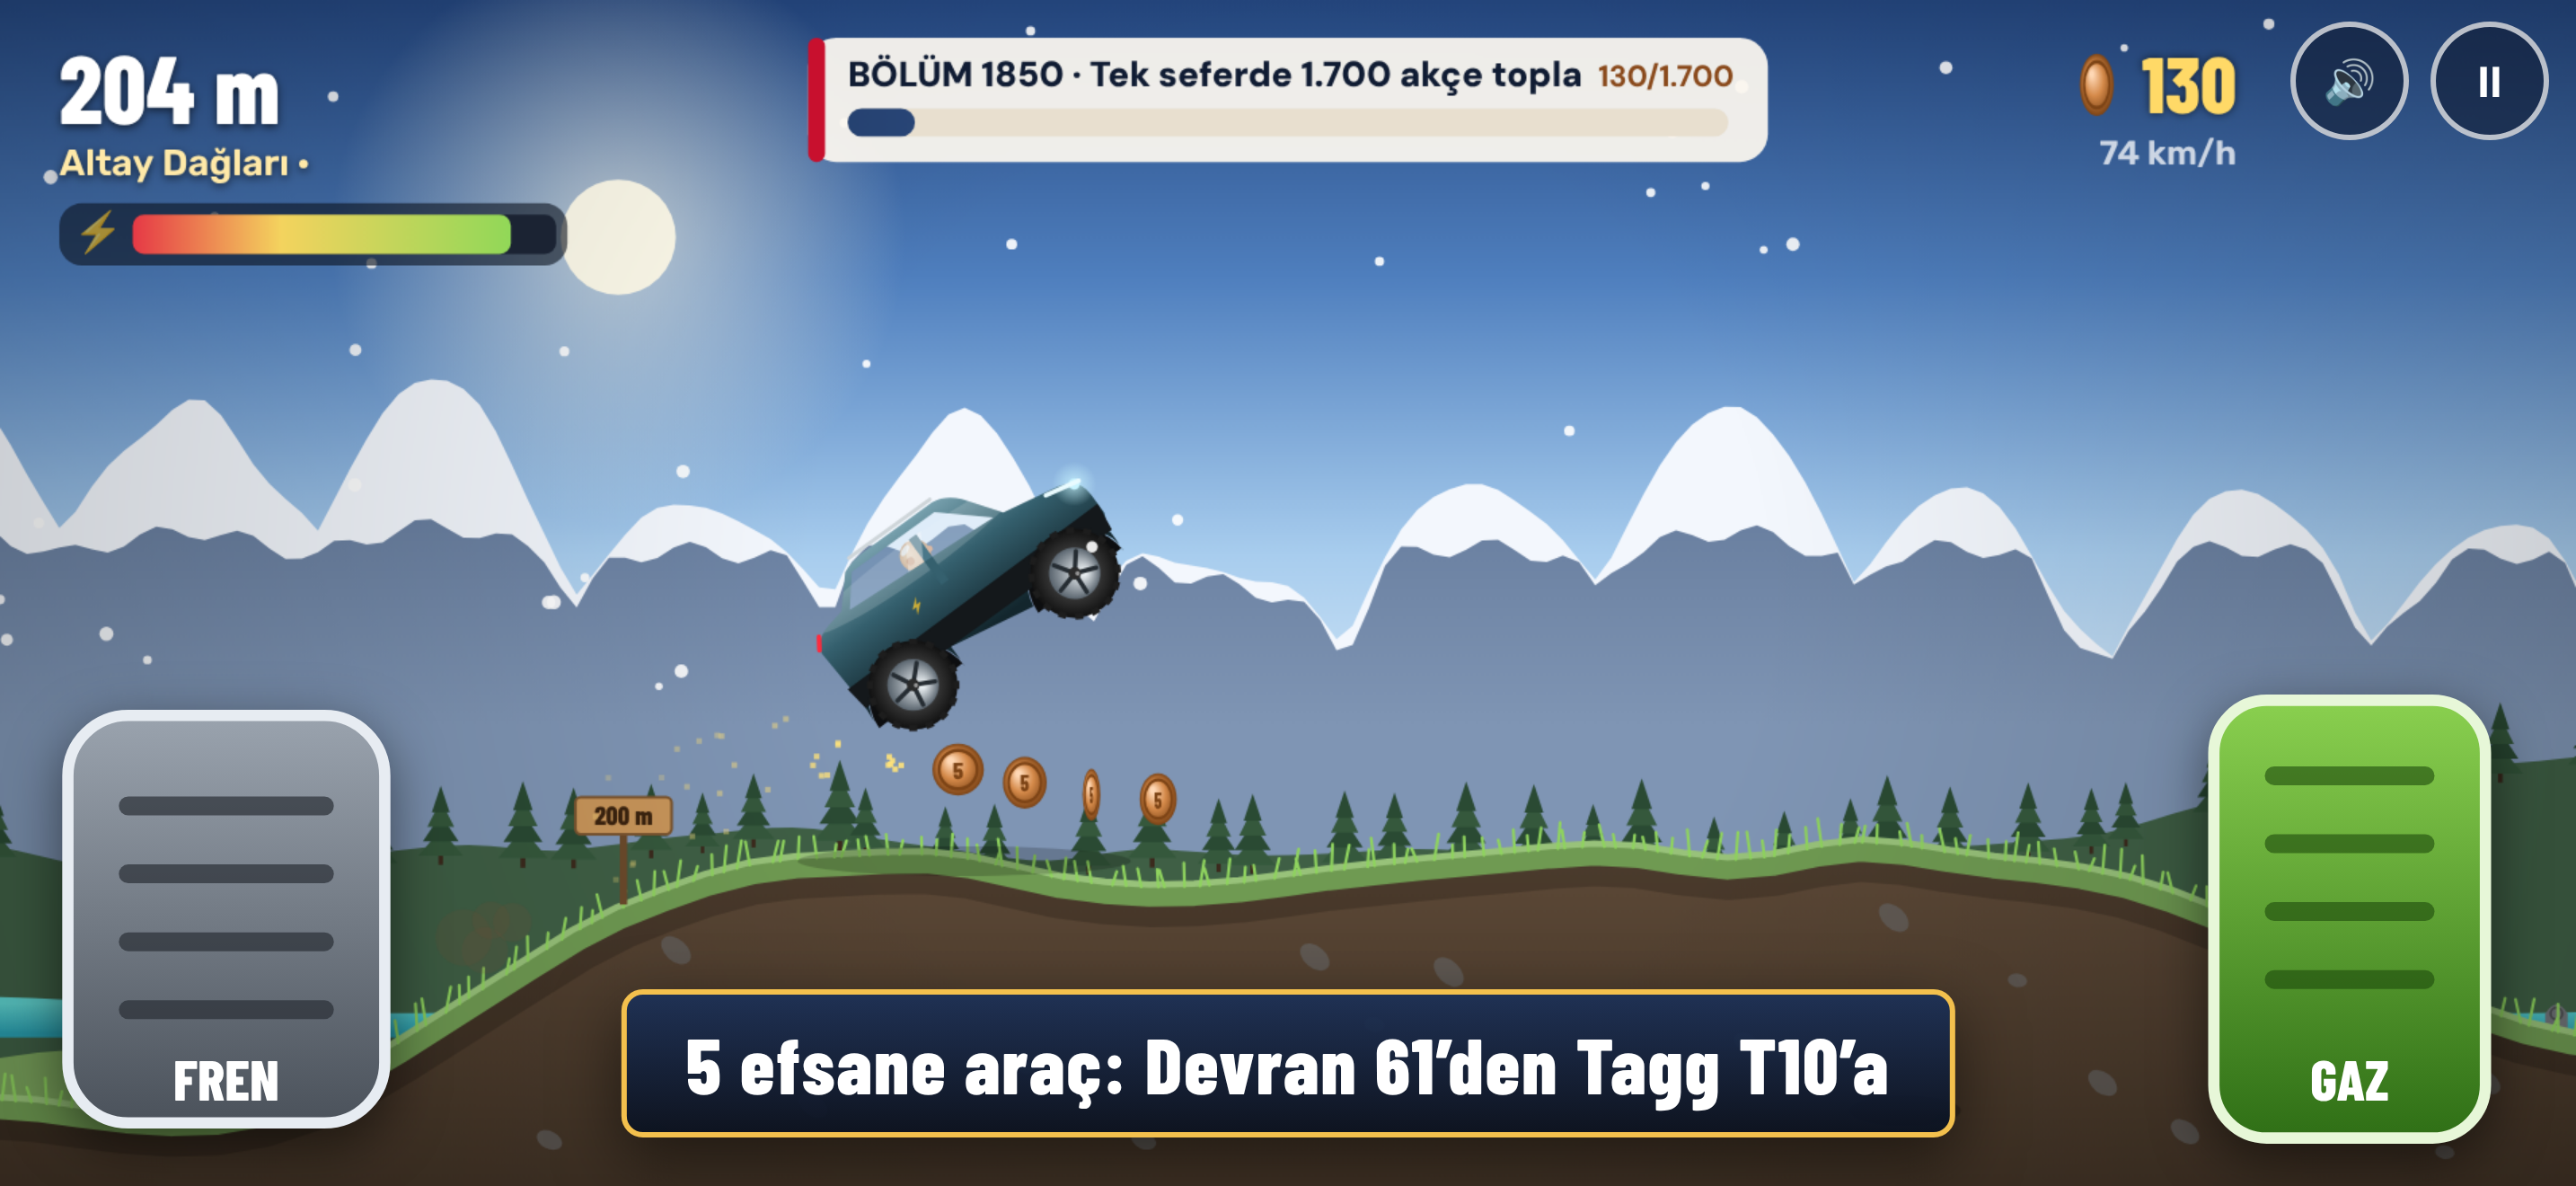 204 m
Altay Dağları •
BÖLÜM 1850 · Tek seferde 1.700 akçe topla 130/1.700
130
74 km/h
200 m
5
5
5
5
FREN
GAZ
5 efsane araç: Devran 61’den Tagg T10’a